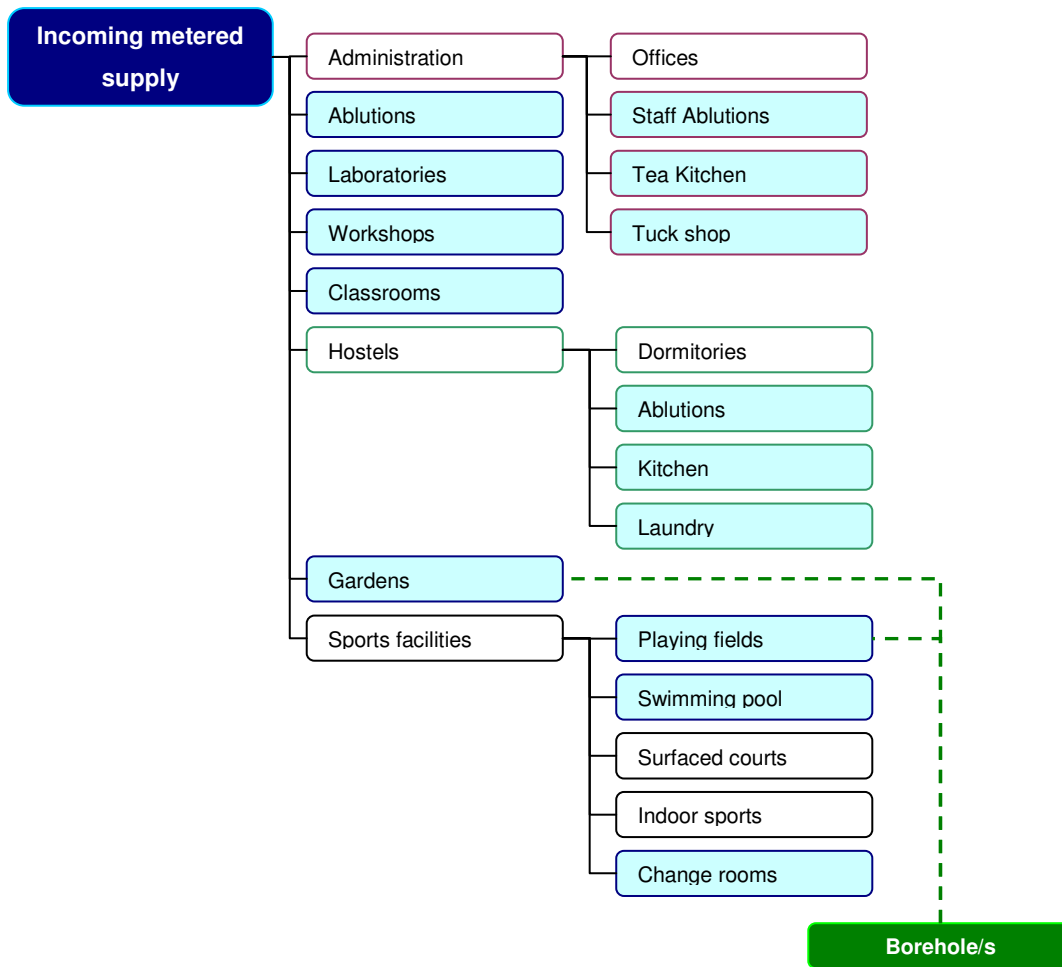 Incoming metered
supply
Administration
Offices
Ablutions
Staff Ablutions
Laboratories
Tea Kitchen
Workshops
Tuck shop
Classrooms
Hostels
Dormitories
Ablutions
Kitchen
Laundry
Gardens
Sports facilities
Playing fields
Swimming pool
Surfaced courts
Indoor sports
Change rooms
Borehole/s